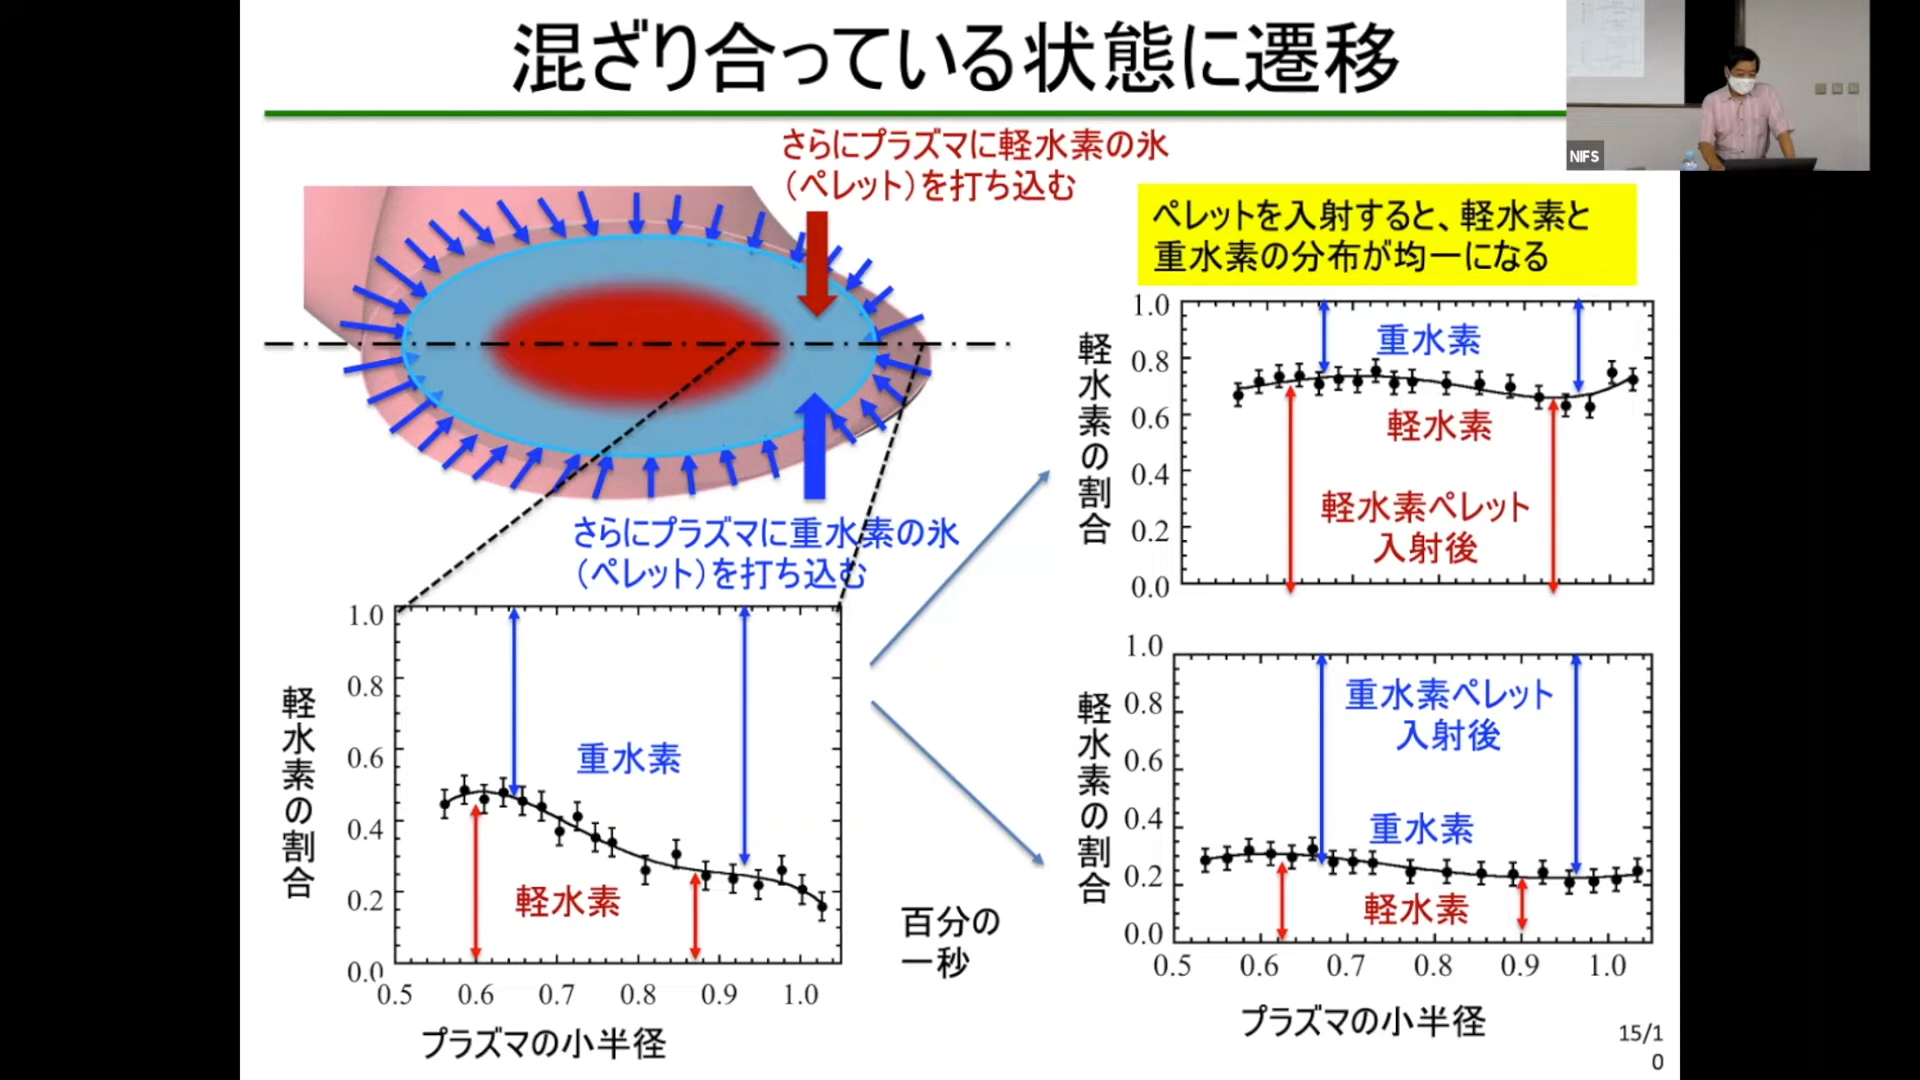 混ざり合っている状態に遷移
NIFS
さらにプラズマに軽水素の氷
（ペレット）を打ち込む
ペレットを入射すると、軽水素と
重水素の分布が均一になる
さらにプラズマに重水素の氷
（ペレット）を打ち込む
1.0
0.8
0.6
0.4
0.2
0.0
軽水素の割合
重水素
軽水素
軽水素ペレット
入射後
1.0
0.8
0.6
0.4
0.2
0.0
軽水素の割合
重水素
軽水素
0.5 0.6 0.7 0.8 0.9 1.0
プラズマの小半径
百分の
一秒
1.0
0.8
0.6
0.4
0.2
0.0
軽水素の割合
重水素ペレット
入射後
重水素
軽水素
0.5 0.6 0.7 0.8 0.9 1.0
プラズマの小半径
15/1
0